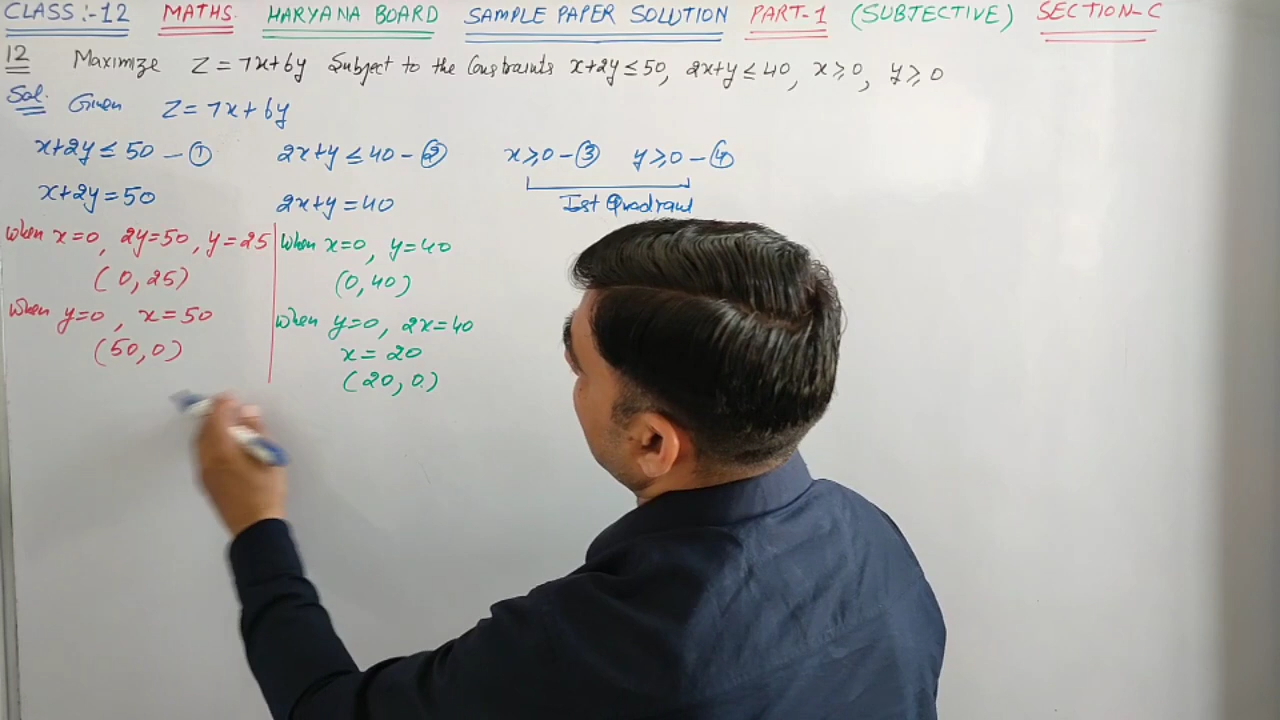 CLASS :- 12 MATHS HARYANA BOARD SAMPLE PAPER SOLUTION PART-1 (SUBJECTIVE) SECTION-C
12 Maximize Z = 7x+6y Subject to the Constraints x+2y ≤ 50, 2x+y ≤ 40, x ≥ 0, y ≥ 0
Sol. Given Z = 7x+6y
x+2y ≤ 50 - ① 2x+y ≤ 40 - ② x ≥ 0 - ③ y ≥ 0 - ④
x+2y = 50 2x+y = 40 Ist Quadrant
When x=0, 2y=50, y=25
(0,25)
When y=0, x=50
(50,0)
When x=0, y=40
(0,40)
When y=0, 2x=40
x = 20
(20,0)